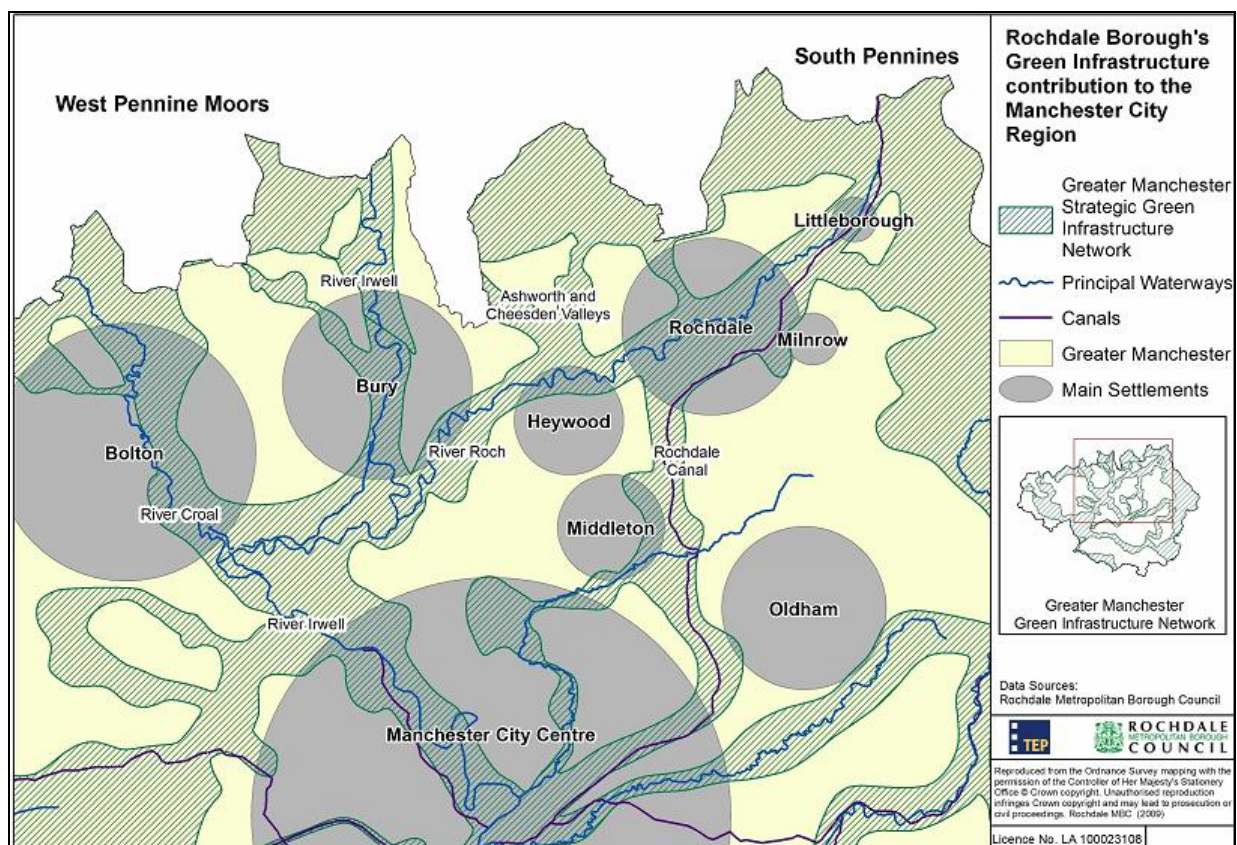 West Pennine Moors
South Pennines
Littleborough
River Irwell
Ashworth and
Cheesden Valleys
Rochdale
Milnrow
Bury
Heywood
Bolton
River Roch
Rochdale
Canal
River Croal
Middleton
Oldham
River Irwell
Manchester City Centre
Rochdale Borough's
Green Infrastructure
contribution to the
Manchester City
Region
Greater Manchester
Strategic Green
Infrastructure
Network
Principal Waterways
Canals
Greater Manchester
Main Settlements
Greater Manchester
Green Infrastructure Network
Data Sources:
Rochdale Metropolitan Borough Council
TEP
ROCHDALE
METROPOLITAN BOROUGH
COUNCIL
Reproduced from the Ordnance Survey mapping with the
permission of the Controller of Her Majesty's Stationery
Office © Crown copyright. Unauthorised reproduction
infringes Crown copyright and may lead to prosecution or
civil proceedings. Rochdale MBC (2009)
Licence No. LA 100023108